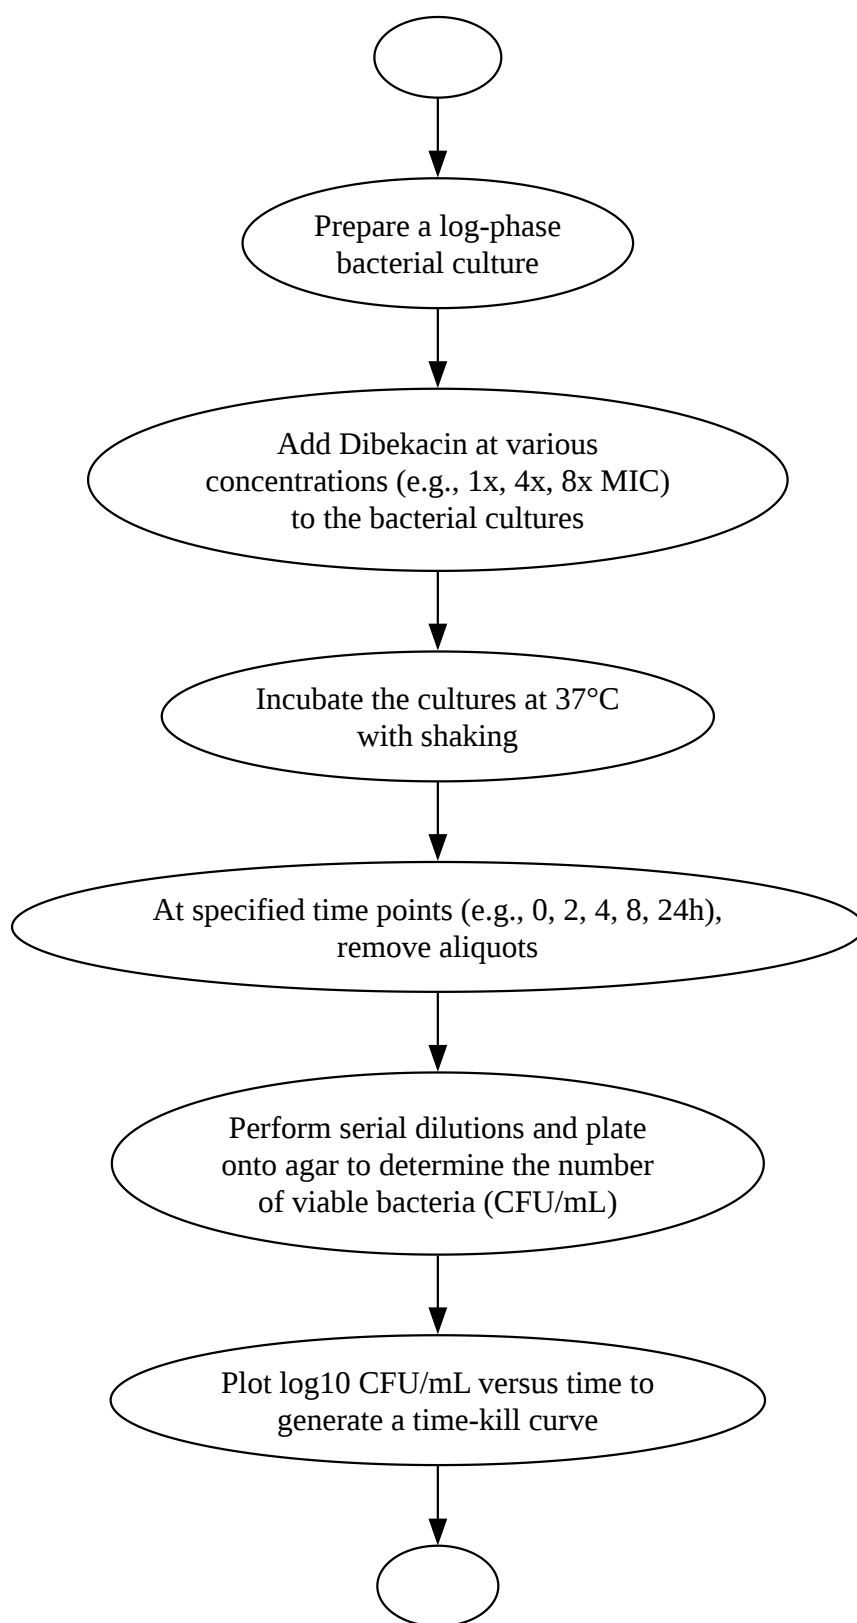 Prepare a log-phase
bacterial culture
Add Dibekacin at various
concentrations (e.g., 1x, 4x, 8x MIC)
to the bacterial cultures
Incubate the cultures at 37°C
with shaking
At specified time points (e.g., 0, 2, 4, 8, 24h),
remove aliquots
Perform serial dilutions and plate
onto agar to determine the number
of viable bacteria (CFU/mL)
Plot log10 CFU/mL versus time to
generate a time-kill curve